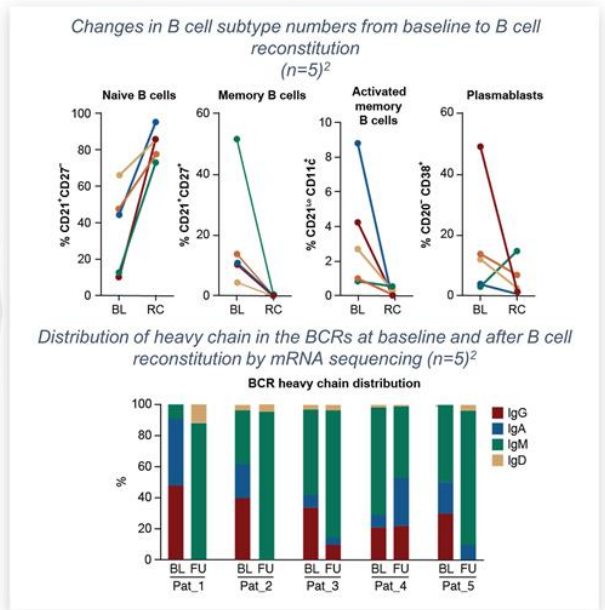 Changes in B cell subtype numbers from baseline to B cell
reconstitution
(n=5)²
Naive B cells
% CD21⁺CD27⁻
100
80
60
40
20
0
BL RC
Memory B cells
% CD21⁺CD27⁺
60
40
20
0
BL RC
Activated
memory
B cells
% CD21ᴸᵒ CD11c⁺
10
8
6
4
2
0
BL RC
Plasmablasts
% CD20⁻ CD38⁺
60
40
20
0
BL RC
Distribution of heavy chain in the BCRs at baseline and after B cell
reconstitution by mRNA sequencing (n=5)²
BCR heavy chain distribution
%
100
80
60
40
20
0
IgG
IgA
IgM
IgD
BL FU BL FU BL FU BL FU BL FU
Pat_1 Pat_2 Pat_3 Pat_4 Pat_5